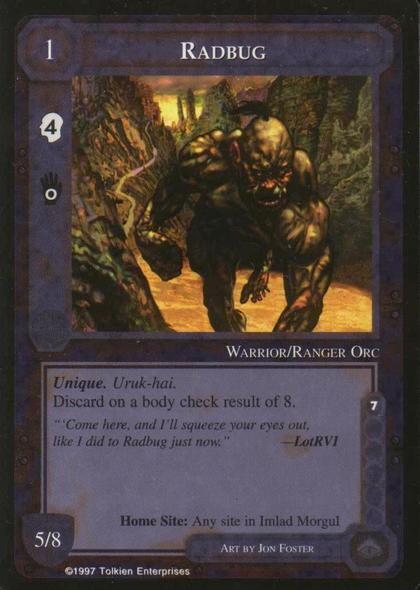 1
RADBUG
4
0
WARRIOR/RANGER ORC
Unique. Uruk-hai.
Discard on a body check result of 8.
7
"'Come here, and I'll squeeze your eyes out,
like I did to Radbug just now." —LotRVI
Home Site: Any site in Imlad Morgul
5/8
ART BY JON FOSTER
©1997 Tolkien Enterprises